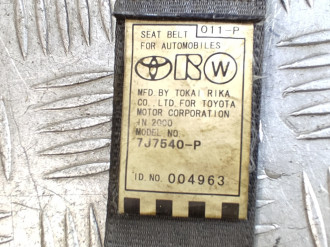 SEAT BELT 011-P
FOR AUTOMOBILES
RW
MFD. BY TOKAI RIKA
CO., LTD. FOR TOYOTA
MOTOR CORPORATION
IN 2000
MODEL NO.
7J7540-P
ID. NO. 004963